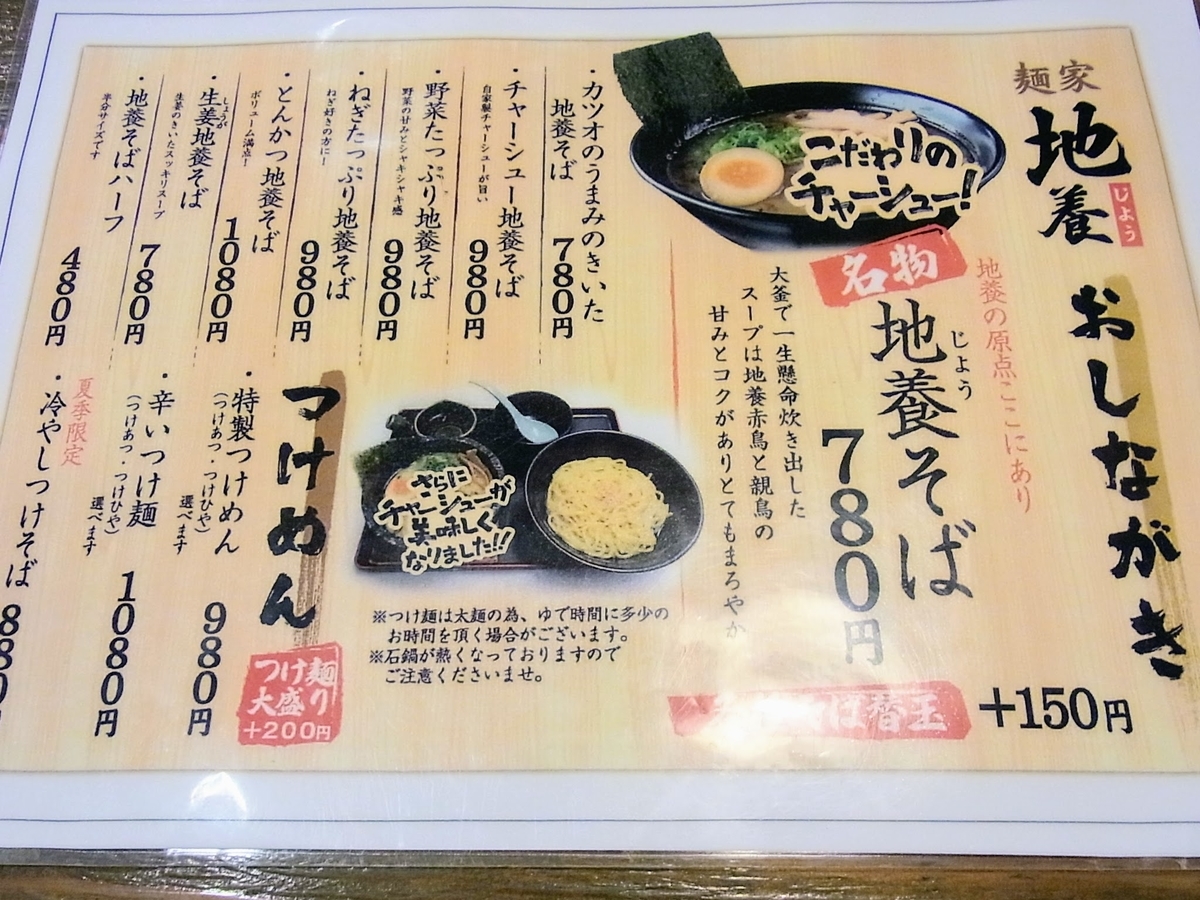 麺家
地養
じよう
おしながき
こだわりの
チャーシュー!
地養の原点ここにあり
名物
じよう
地養そば
780円
大釜で一生懸命炊き出した
スープは地養赤鳥と親鳥の
甘みとコクがありとてもまろやか
は替玉
+150円
・カツオのうまみのきいた
地養そば
780円
・チャーシュー地養そば
自家製チャーシューが旨い
980円
・野菜たっぷり地養そば
野菜の甘みとシャキシャキ感
980円
・ねぎたっぷり地養そば
ねぎ好きの方に!
980円
・とんかつ地養そば
ボリューム満点!
1080円
しょうが
・生姜地養そば
生姜のきいたスッキリスープ
780円
・地養そばハーフ
半分サイズです
480円
さらに
チャーシューが
美味しく
なりました!!
※つけ麺は太麺の為、ゆで時間に多少の
お時間を頂く場合がございます。
※石鍋が熱くなっておりますので
ご注意くださいませ。
つけめん
つけ麺
大盛り
+200円
・特製つけめん
(つけあつ・つけひや)
選べます
980円
・辛いつけ麺
(つけあつ・つけひや)
選べます
1080円
夏季限定
・冷やしつけそば
880